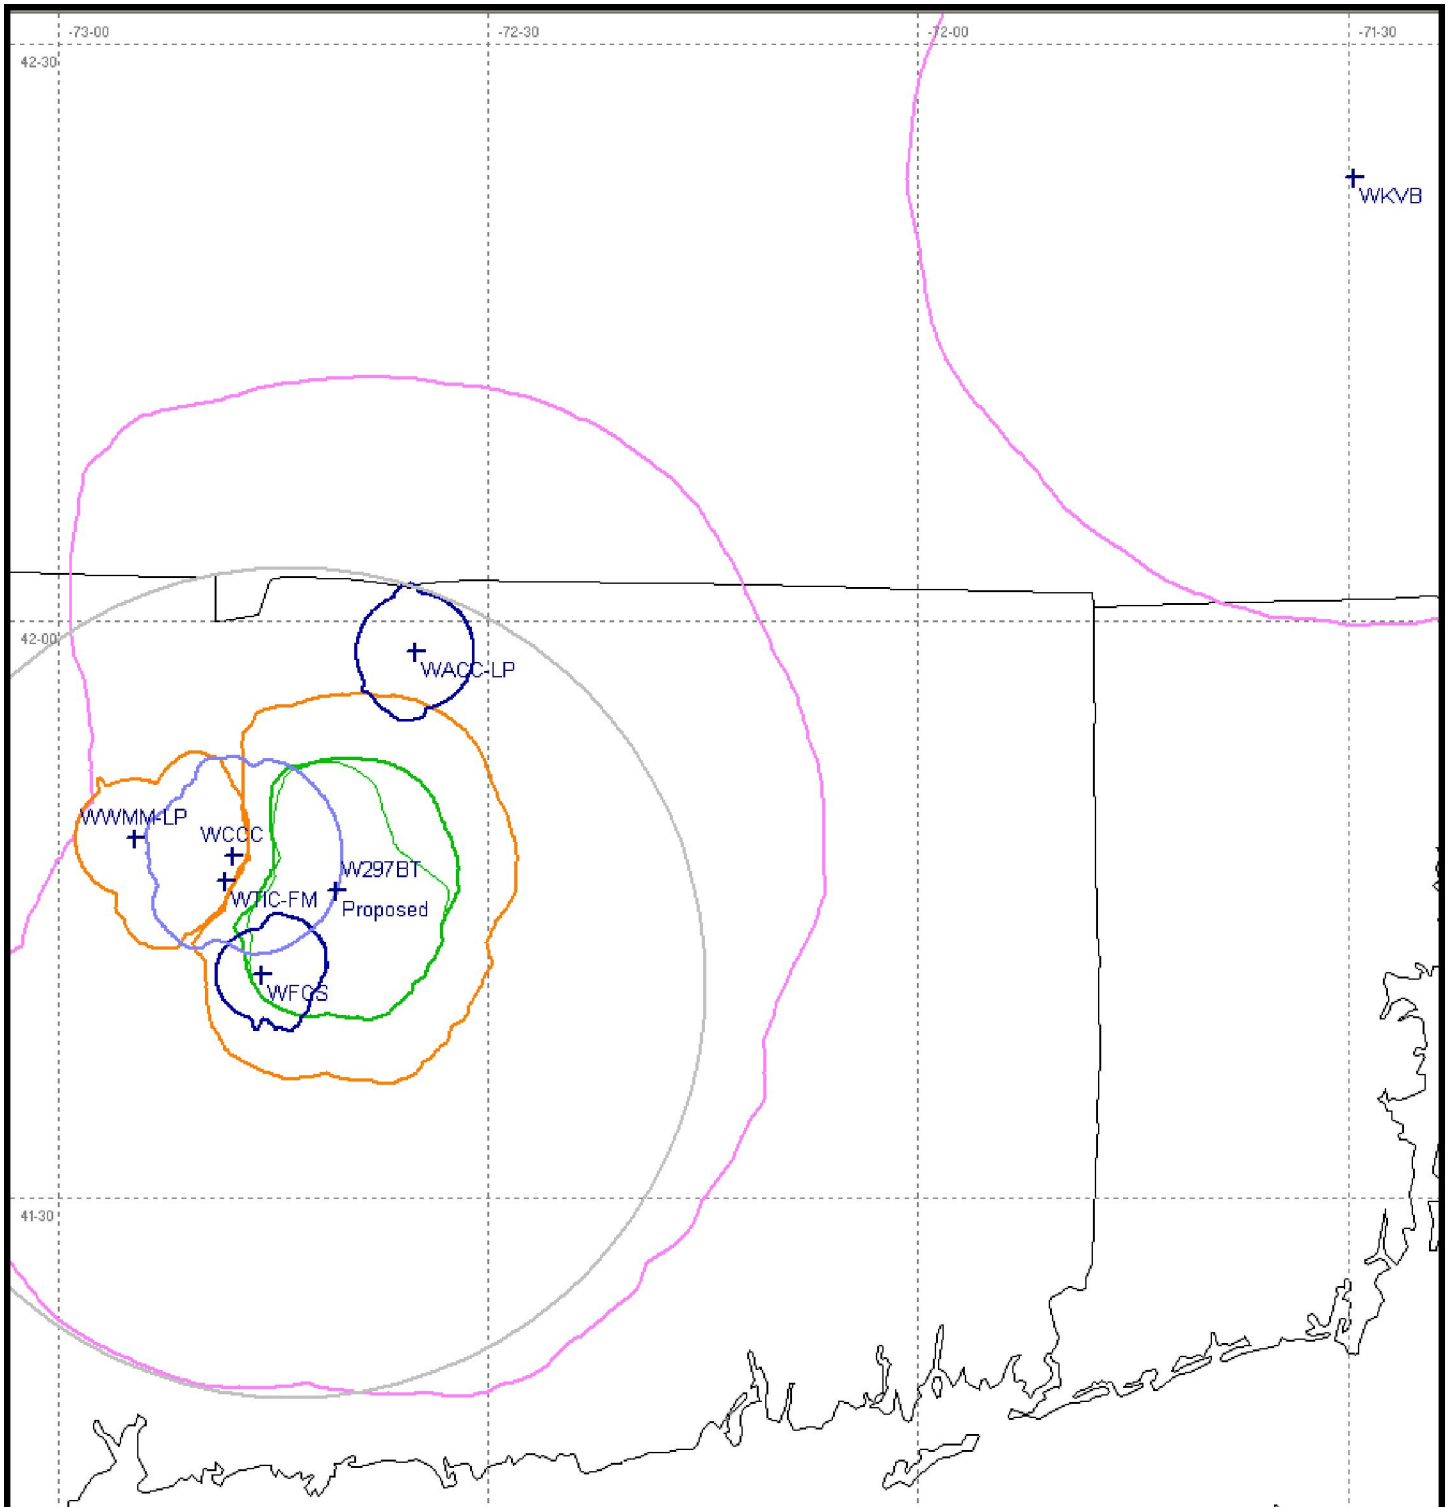 -73-00
-72-30
-72-00
-71-30
42-30
WKVB
42-00
WACC-LP
WWMM-LP
WCCC
W297BT
WTIC-FM
Proposed
WFCS
41-30